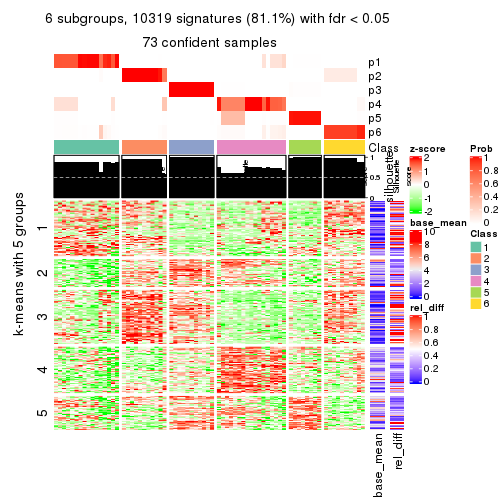 6 subgroups, 10319 signatures (81.1%) with fdr < 0.05
73 confident samples
p1
p2
p3
p4
p5
p6
Class
1
0.5
0
silhouette
Silhouette
score
k-means with 5 groups
1
2
3
4
5
base_mean
rel_diff
z-score
2
1
0
-1
-2
base_mean
10
8
6
4
2
0
rel_diff
1
0.8
0.6
0.4
0.2
0
Prob
1
0.8
0.6
0.4
0.2
0
Class
1
2
3
4
5
6